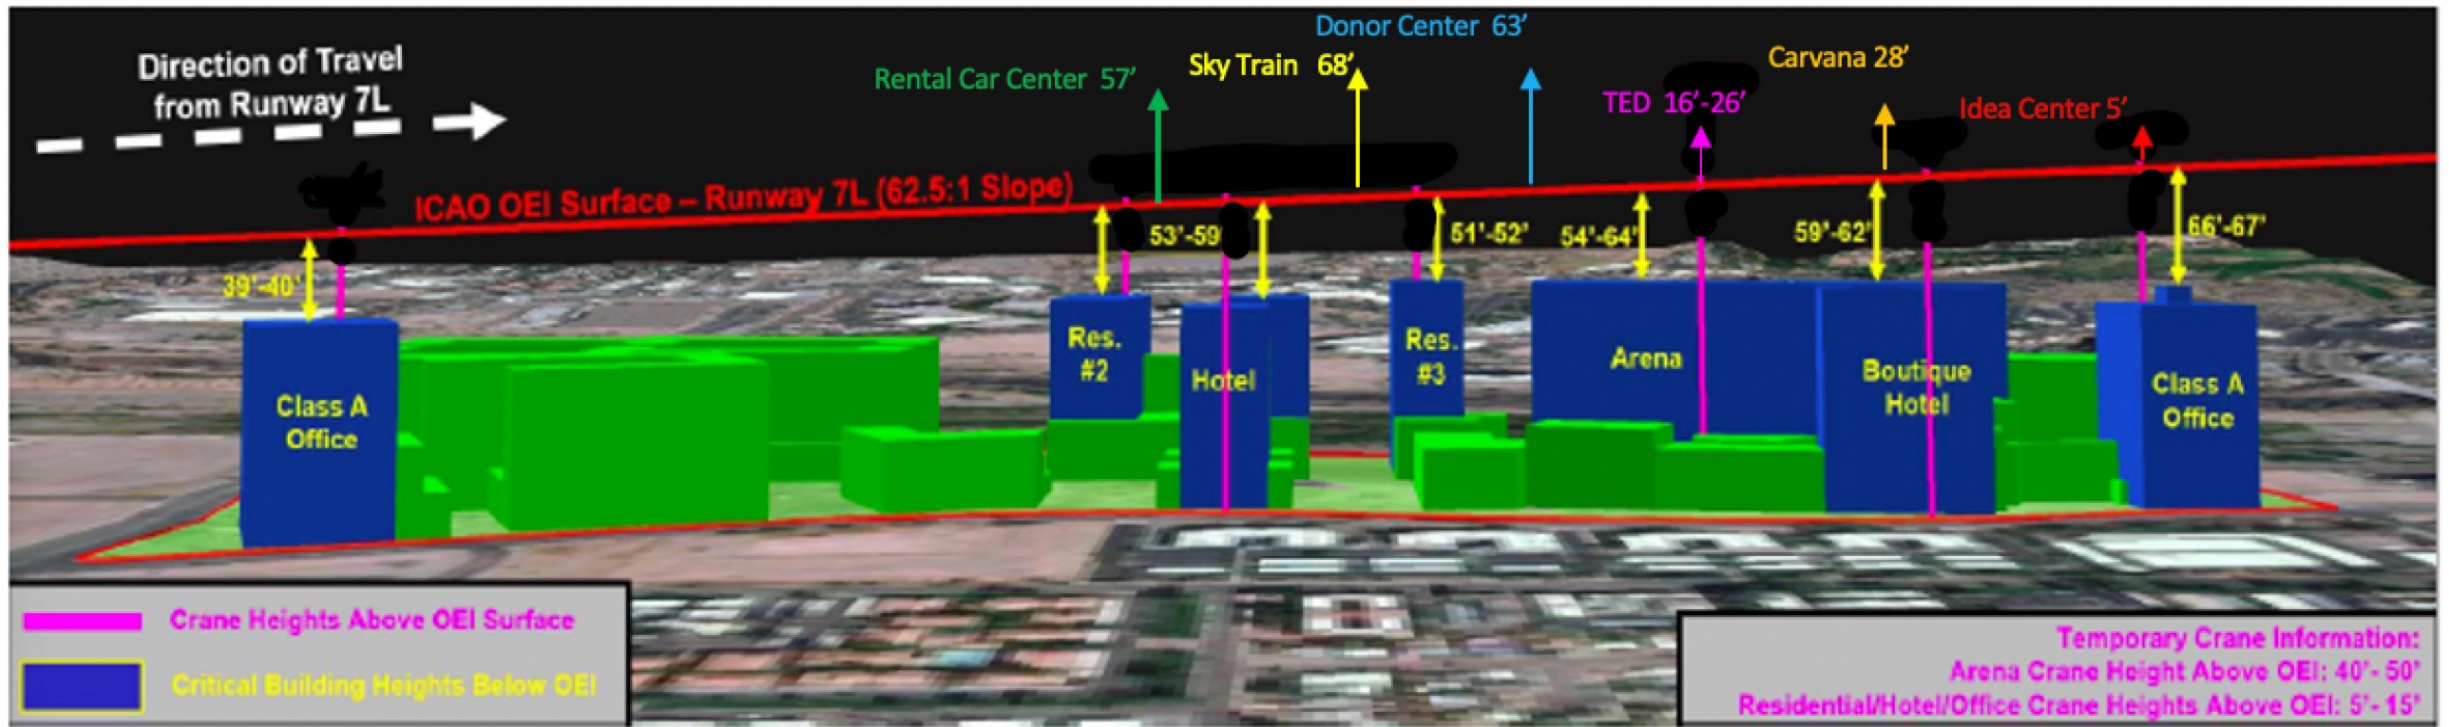 Direction of Travel
from Runway 7L
Rental Car Center 57’
Sky Train 68’
Donor Center 63’
TED 16’-26’
Carvana 28’
Idea Center 5’
ICAO OEI Surface – Runway 7L (62.5:1 Slope)
39’-40’
53’-59
51’-52’
54’-64’
59’-62’
66’-67’
Class A
Office
Res.
#2
Hotel
Res.
#3
Arena
Boutique
Hotel
Class A
Office
Crane Heights Above OEI Surface
Critical Building Heights Below OEI
Temporary Crane Information:
Arena Crane Height Above OEI: 40’- 50’
Residential/Hotel/Office Crane Heights Above OEI: 5’- 15’